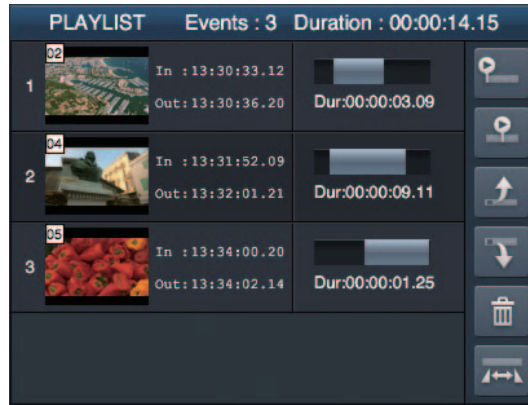 PLAYLIST Events : 3 Duration : 00:00:14.15
02
1
In :13:30:33.12
Out:13:30:36.20
Dur:00:00:03.09
04
2
In :13:31:52.09
Out:13:32:01.21
Dur:00:00:09.11
05
3
In :13:34:00.20
Out:13:34:02.14
Dur:00:00:01.25